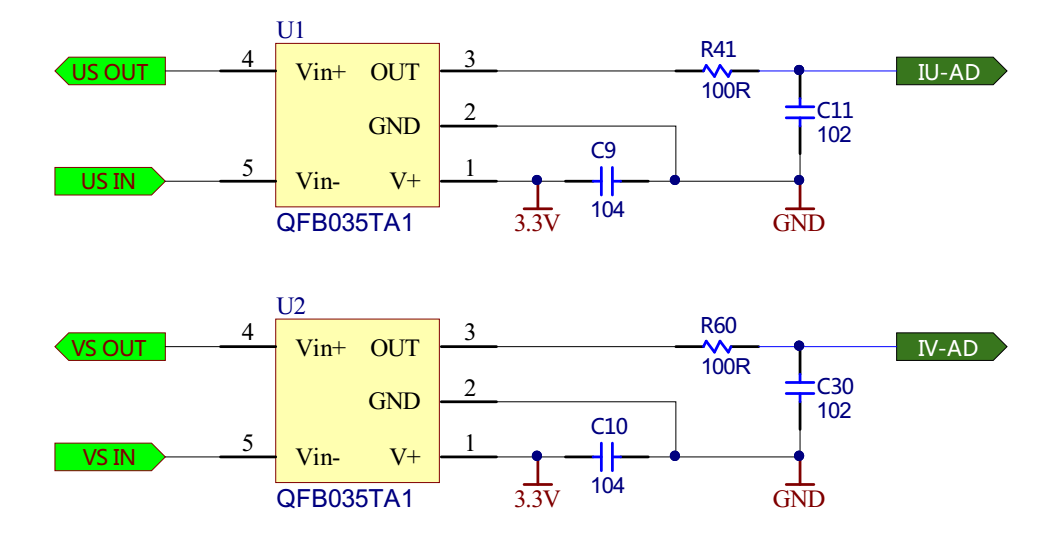 U1
US OUT 4 Vin+ OUT 3 R41 100R IU-AD
GND 2 C11 102
US IN 5 Vin- V+ 1 C9 104
QFB035TA1 3.3V GND
U2
VS OUT 4 Vin+ OUT 3 R60 100R IV-AD
GND 2 C30 102
VS IN 5 Vin- V+ 1 C10 104
QFB035TA1 3.3V GND